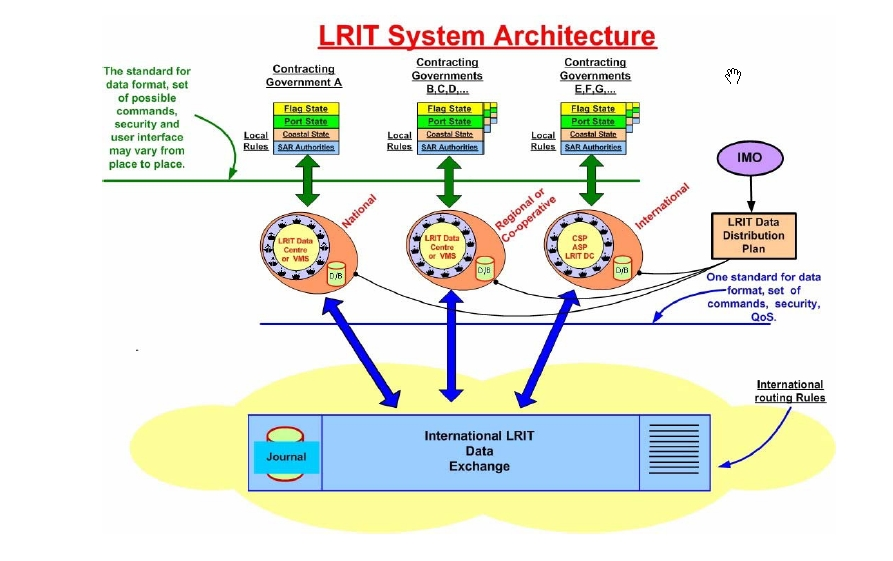 LRIT System Architecture
The standard for
data format, set
of possible
commands,
security and
user interface
may vary from
place to place.
Contracting
Government A
Contracting
Governments
B,C,D,...
Contracting
Governments
E,F,G,...
Local
Rules
Flag State
Port State
Coastal State
SAR Authorities
Local
Rules
Flag State
Port State
Coastal State
SAR Authorities
Local
Rules
Flag State
Port State
Coastal State
SAR Authorities
IMO
LRIT Data
Distribution
Plan
National
LRIT Data
Centre
or VMS
D/B
Regional or
Co-operative
LRIT Data
Centre
or VMS
D/B
International
CSP
ASP
LRIT DC
D/B
One standard for data
format, set of
commands, security,
QoS.
International
routing Rules
Journal
International LRIT
Data
Exchange